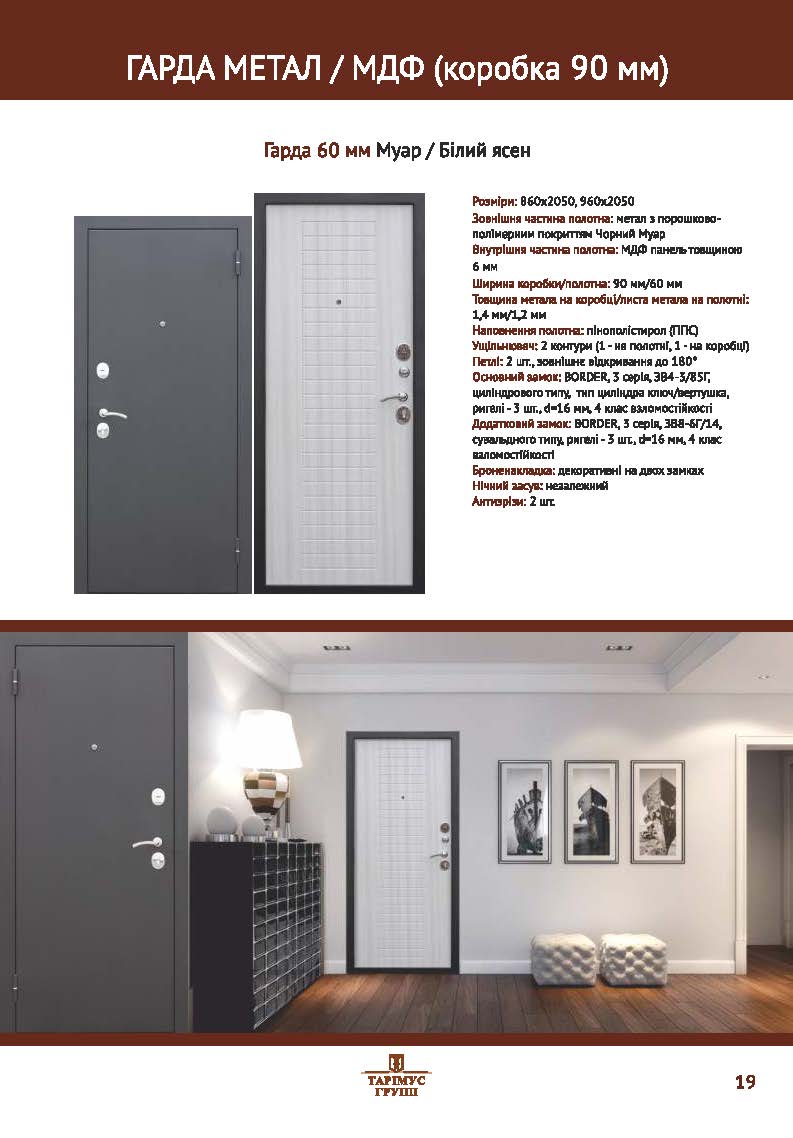 ГАРДА МЕТАЛ / МДФ (коробка 90 мм)
Гарда 60 мм Муар / Білий ясен
Розміри: 860х2050, 960х2050
Зовнішня частина полотна: метал з порошково-
полімерним покриттям Чорний Муар
Внутрішня частина полотна: МДФ панель товщиною
6 мм
Ширина коробки/полотна: 90 мм/60 мм
Товщина метала на коробці/листа метала на полотні:
1,4 мм/1,2 мм
Наповнення полотна: пінополістирол (ППС)
Ущільнювач: 2 контури (1 - на полотні, 1 - на коробці)
Петлі: 2 шт., зовнішнє відкривання до 180°
Основний замок: BORDER, 3 серія, ЗВ4-3/85Г,
циліндрового типу, тип циліндра ключ/вертушка,
ригелі - 3 шт., d=16 мм, 4 клас взломостійкості
Додатковий замок: BORDER, 3 серія, ЗВ8-6Г/14,
сувальдного типу, ригелі - 3 шт., d=16 мм, 4 клас
взломостійкості
Броненакладка: декоративні на двох замках
Нічний засув: незалежний
Антизрізи: 2 шт.
ТАРІМУС
ГРУПП
19